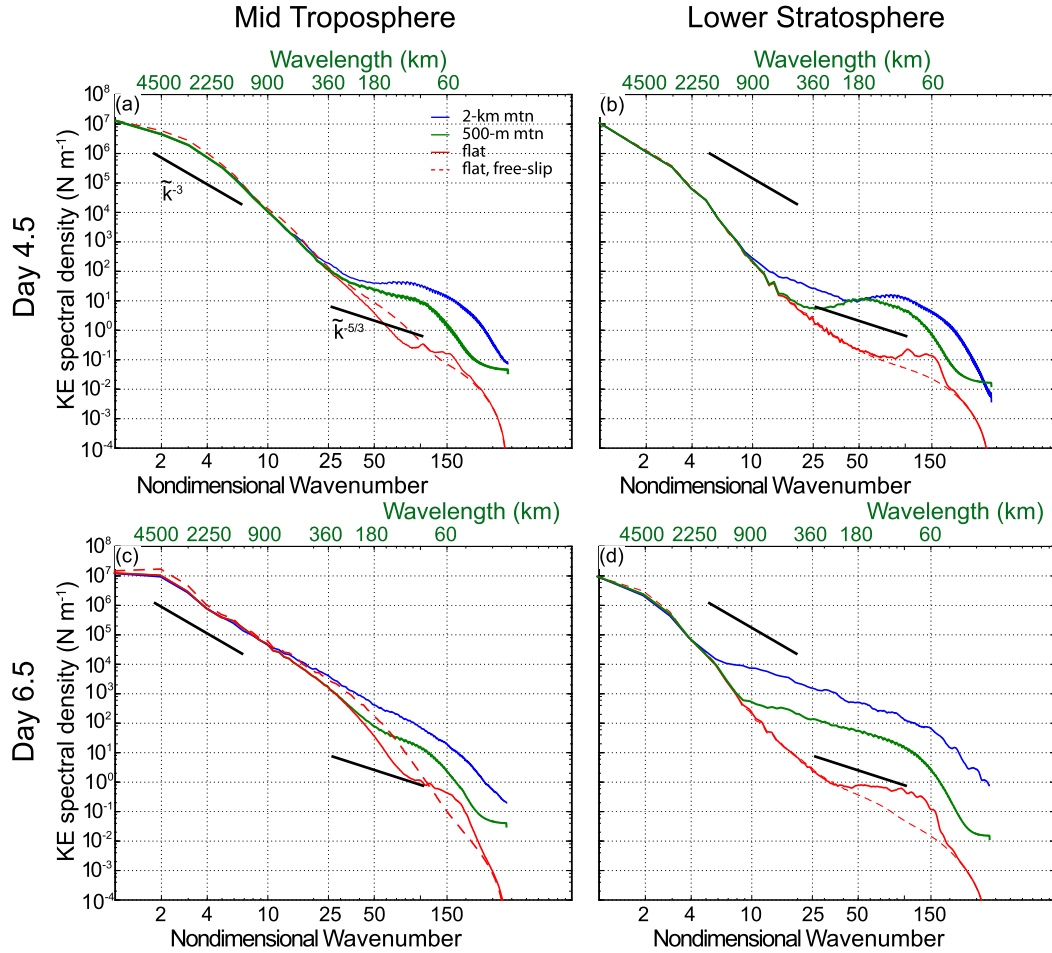 Mid Troposphere Lower Stratosphere
Wavelength (km) Wavelength (km)
4500 2250 900 360 180 60 4500 2250 900 360 180 60
Day 4.5
KE spectral density (N m-1)
10^8
10^7
10^6
10^5
10^4
10^3
10^2
10^1
10^0
10^-1
10^-2
10^-3
10^-4
(a)
2-km mtn
500-m mtn
flat
flat, free-slip
k̃^-3
k̃^-5/3
(b)
2 4 10 25 50 150 2 4 10 25 50 150
Nondimensional Wavenumber Nondimensional Wavenumber
Wavelength (km) Wavelength (km)
4500 2250 900 360 180 60 4500 2250 900 360 180 60
Day 6.5
KE spectral density (N m-1)
10^8
10^7
10^6
10^5
10^4
10^3
10^2
10^1
10^0
10^-1
10^-2
10^-3
10^-4
(c)
(d)
2 4 10 25 50 150 2 4 10 25 50 150
Nondimensional Wavenumber Nondimensional Wavenumber